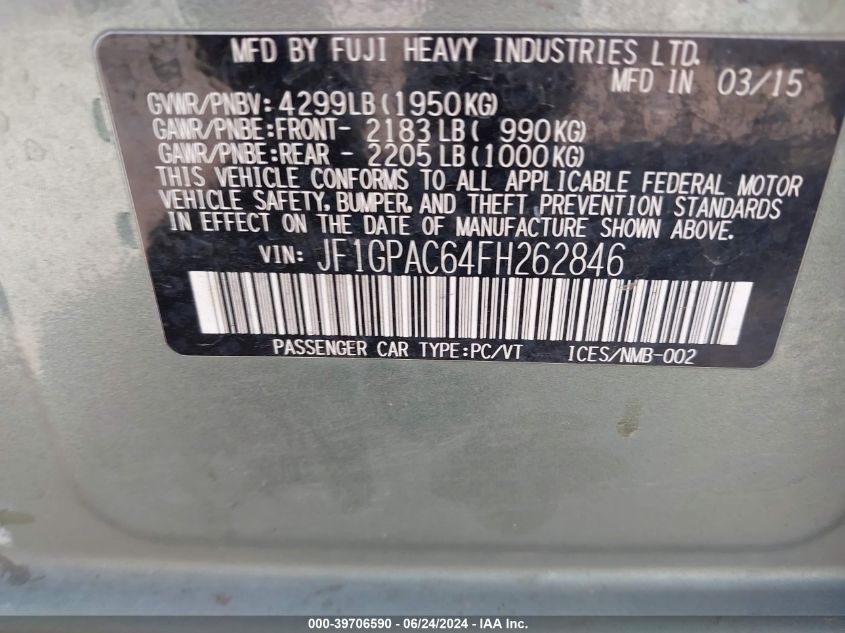 MFD BY FUJI HEAVY INDUSTRIES LTD.
MFD IN 03/15
GVWR/PNBV: 4299LB(1950KG)
GAWR/PNBE:FRONT- 2183LB( 990KG)
GAWR/PNBE:REAR - 2205LB(1000KG)
THIS VEHICLE CONFORMS TO ALL APPLICABLE FEDERAL MOTOR
VEHICLE SAFETY, BUMPER, AND THEFT PREVENTION STANDARDS
IN EFFECT ON THE DATE OF MANUFACTURE SHOWN ABOVE.
VIN: JF1GPAC64FH262846
PASSENGER CAR TYPE:PC/VT ICES/NMB-002
000-39706590 - 06/24/2024 - IAA Inc.